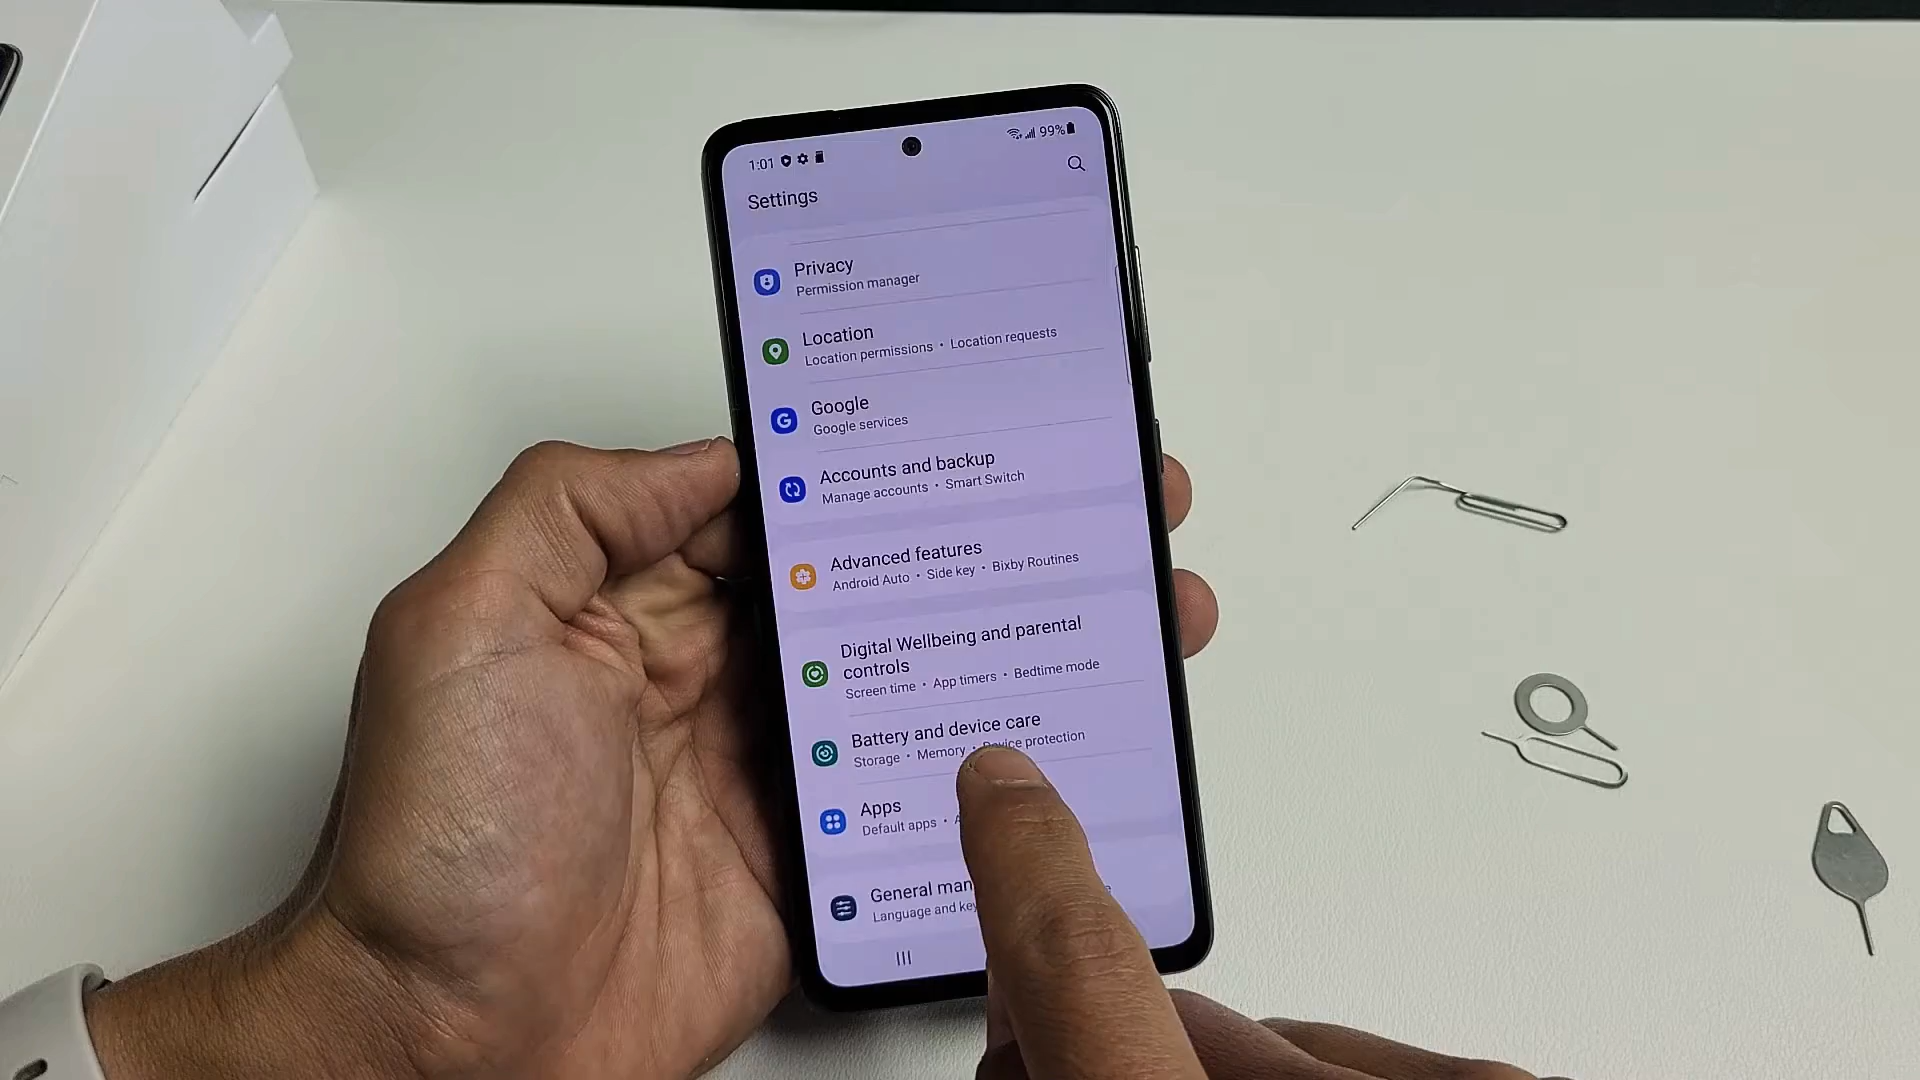 1:01
99%
Settings
Privacy
Permission manager
Location
Location permissions • Location requests
Google
Google services
Accounts and backup
Manage accounts • Smart Switch
Advanced features
Android Auto • Side key • Bixby Routines
Digital Wellbeing and parental
controls
Screen time • App timers • Bedtime mode
Battery and device care
Storage • Memory • Device protection
Apps
Default apps •
General man
Language and key